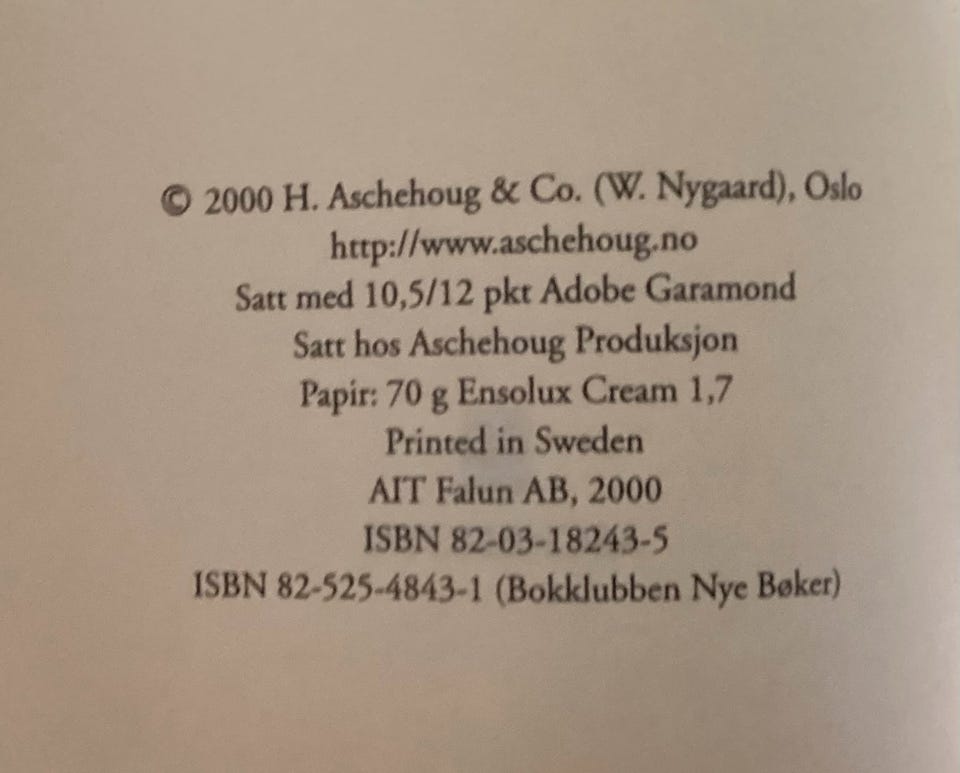 © 2000 H. Aschehoug & Co. (W. Nygaard), Oslo
http://www.aschehoug.no
Satt med 10,5/12 pkt Adobe Garamond
Satt hos Aschehoug Produksjon
Papir: 70 g Ensolux Cream 1,7
Printed in Sweden
AIT Falun AB, 2000
ISBN 82-03-18243-5
ISBN 82-525-4843-1 (Bokklubben Nye Bøker)